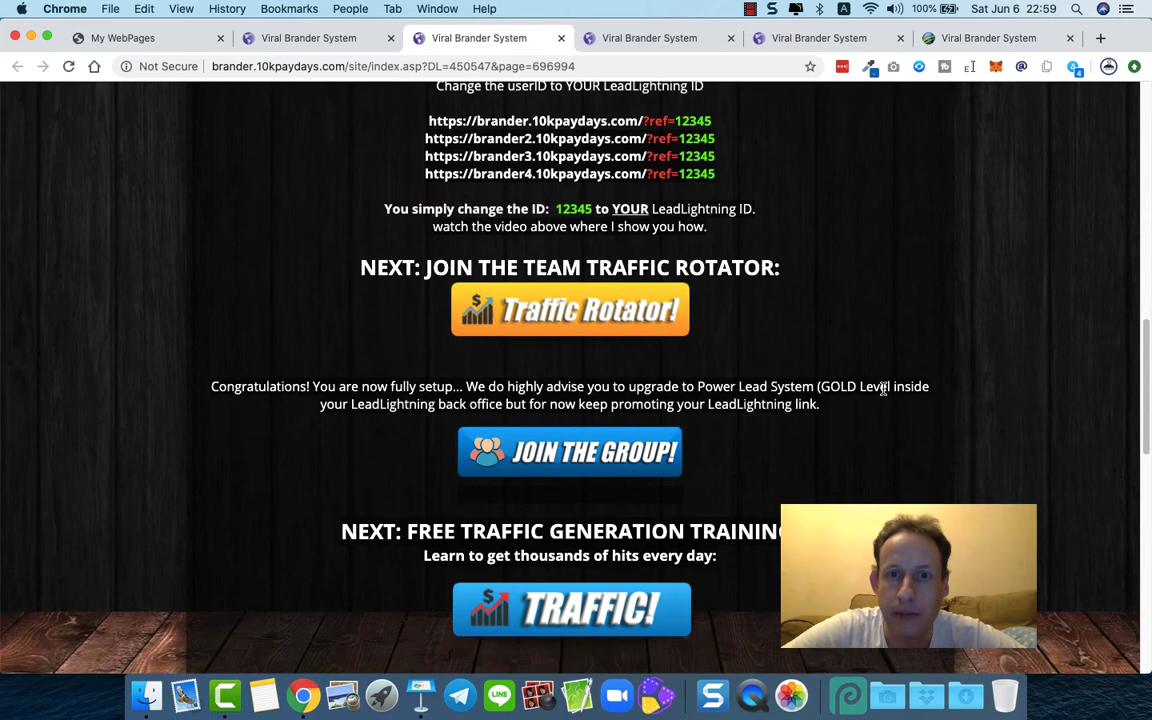 Chrome File Edit View History Bookmarks People Tab Window Help 100% Sat Jun 6 22:59
My WebPages Viral Brander System Viral Brander System Viral Brander System Viral Brander System Viral Brander System
Not Secure brander.10kpaydays.com/site/index.asp?DL=450547&page=696994
Change the userID to YOUR LeadLightning ID
https://brander.10kpaydays.com/?ref=12345
https://brander2.10kpaydays.com/?ref=12345
https://brander3.10kpaydays.com/?ref=12345
https://brander4.10kpaydays.com/?ref=12345
You simply change the ID: 12345 to YOUR LeadLightning ID.
watch the video above where I show you how.
NEXT: JOIN THE TEAM TRAFFIC ROTATOR:
Traffic Rotator!
Congratulations! You are now fully setup... We do highly advise you to upgrade to Power Lead System (GOLD Level inside
your LeadLightning back office but for now keep promoting your LeadLightning link.
JOIN THE GROUP!
NEXT: FREE TRAFFIC GENERATION TRAINING
Learn to get thousands of hits every day:
TRAFFIC!
LINE